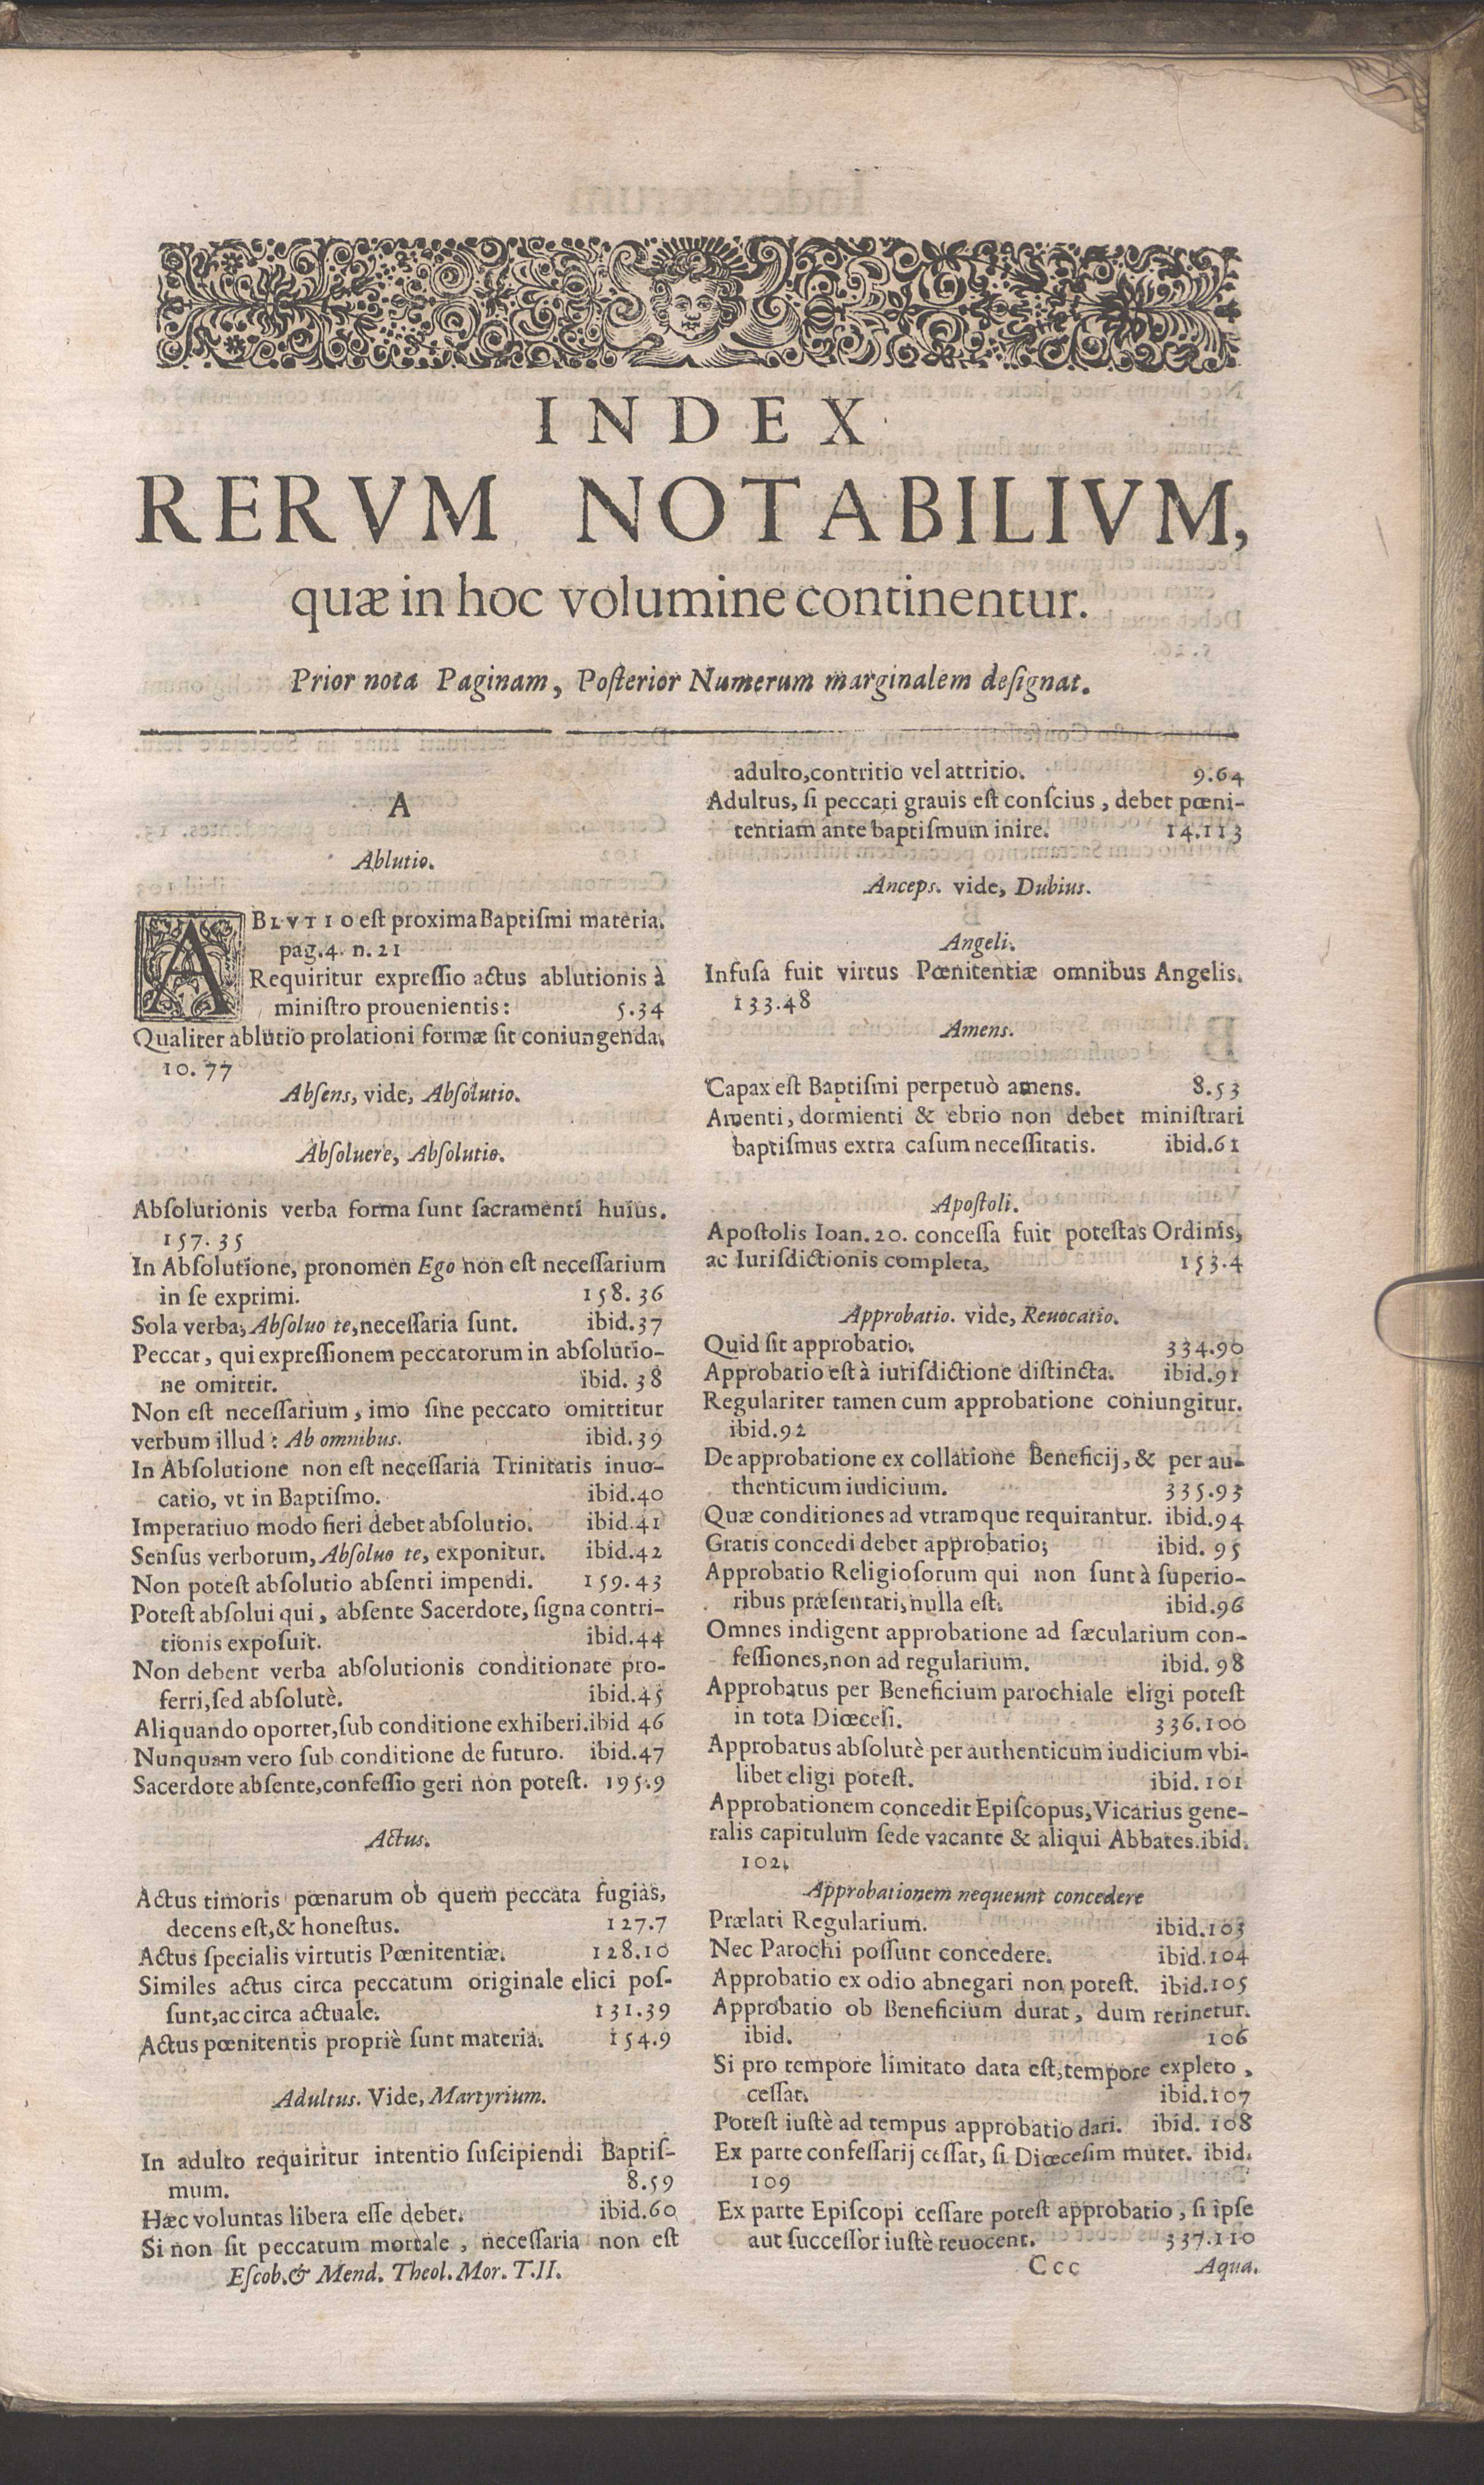 INDEX
RERVM NOTABILIVM,
quæ in hoc volumine continentur.
Prior nota Paginam, Poſterior Numerum marginalem deſignat.
A
Ablutio.
ABLVTIO eſt proxima Baptiſmi materia.
pag.4. n.21
Requiritur expreſſio actus ablutionis à
miniſtro prouenientis: 5.34
Qualiter ablutio prolationi formæ ſit coniungenda.
10.77
Abſens, vide, Abſolutio.
Abſoluere, Abſolutio.
Abſolutionis verba forma ſunt ſacramenti huius.
157.35
In Abſolutione, pronomen Ego non eſt neceſſarium
in ſe exprimi. 158.36
Sola verba, Abſoluo te, neceſſaria ſunt. ibid.37
Peccat, qui expreſſionem peccatorum in abſolutio-
ne omittit. ibid. 38
Non eſt neceſſarium, imo ſine peccato omittitur
verbum illud: Ab omnibus. ibid.39
In Abſolutione non eſt neceſſaria Trinitatis inuo-
catio, vt in Baptiſmo. ibid.40
Imperatiuo modo fieri debet abſolutio. ibid.41
Senſus verborum, Abſoluo te, exponitur. ibid.42
Non poteſt abſolutio abſenti impendi. 159.43
Poteſt abſolui qui, abſente Sacerdote, ſigna contri-
tionis expoſuit. ibid.44
Non debent verba abſolutionis conditionate pro-
ferri, ſed abſolutè. ibid.45
Aliquando oportet, ſub conditione exhiberi. ibid 46
Nunquam vero ſub conditione de futuro. ibid.47
Sacerdote abſente, confeſſio geri non poteſt. 195.9
Actus.
Actus timoris pœnarum ob quem peccata fugias,
decens eſt, & honeſtus. 127.7
Actus ſpecialis virtutis Pœnitentiæ. 128.10
Similes actus circa peccatum originale elici poſ-
ſunt, ac circa actuale. 131.39
Actus pœnitentis propriè ſunt materia. 154.9
Adultus. Vide, Martyrium.
In adulto requiritur intentio ſuſcipiendi Baptiſ-
mum. 8.59
Hæc voluntas libera eſſe debet. ibid.60
Si non ſit peccatum mortale, neceſſaria non eſt
Eſcob. & Mend. Theol. Mor. T.II.
adulto, contritio vel attritio. 9.64
Adultus, ſi peccati grauis eſt conſcius, debet pœni-
tentiam ante baptiſmum inire. 14.113
Anceps. vide, Dubius.
Angeli.
Infuſa fuit virtus Pœnitentiæ omnibus Angelis.
133.48
Amens.
Capax eſt Baptiſmi perpetuò amens. 8.53
Amenti, dormienti & ebrio non debet miniſtrari
baptiſmus extra caſum neceſſitatis. ibid.61
Apoſtoli.
Apoſtolis Ioan. 20. conceſſa fuit poteſtas Ordinis,
ac Iurisdictionis completa, 153.4
Approbatio. vide, Reuocatio.
Quid ſit approbatio. 334.90
Approbatio eſt à iuriſdictione diſtincta. ibid.91
Regulariter tamen cum approbatione coniungitur.
ibid.92
De approbatione ex collatione Beneficij, & per au-
thenticum iudicium. 335.93
Quæ conditiones ad vtramque requirantur. ibid.94
Gratis concedi debet approbatio; ibid. 95
Approbatio Religioſorum qui non ſunt à ſuperio-
ribus præſentati, nulla eſt. ibid.96
Omnes indigent approbatione ad ſæcularium con-
feſſiones, non ad regularium. ibid. 98
Approbatus per Beneficium parochiale eligi poteſt
in tota Diœceſi. 336.100
Approbatus abſolutè per authenticum iudicium vbi-
libet eligi poteſt. ibid. 101
Approbationem concedit Epiſcopus, Vicarius gene-
ralis capitulum ſede vacante & aliqui Abbates. ibid.
102.
Approbationem nequeunt concedere
Prælati Regularium. ibid.103
Nec Parochi poſſunt concedere. ibid.104
Approbatio ex odio abnegari non poteſt. ibid.105
Approbatio ob Beneficium durat, dum retinetur.
ibid. 106
Si pro tempore limitato data eſt, tempore expleto,
ceſſat. ibid.107
Poteſt iuſtè ad tempus approbatio dari. ibid. 108
Ex parte confeſſarij ceſſat, ſi Diœceſim mutet. ibid.
109
Ex parte Epiſcopi ceſſare poteſt approbatio, ſi ipſe
aut ſucceſſor iuſtè reuocent. 337.110
Ccc Aqua.